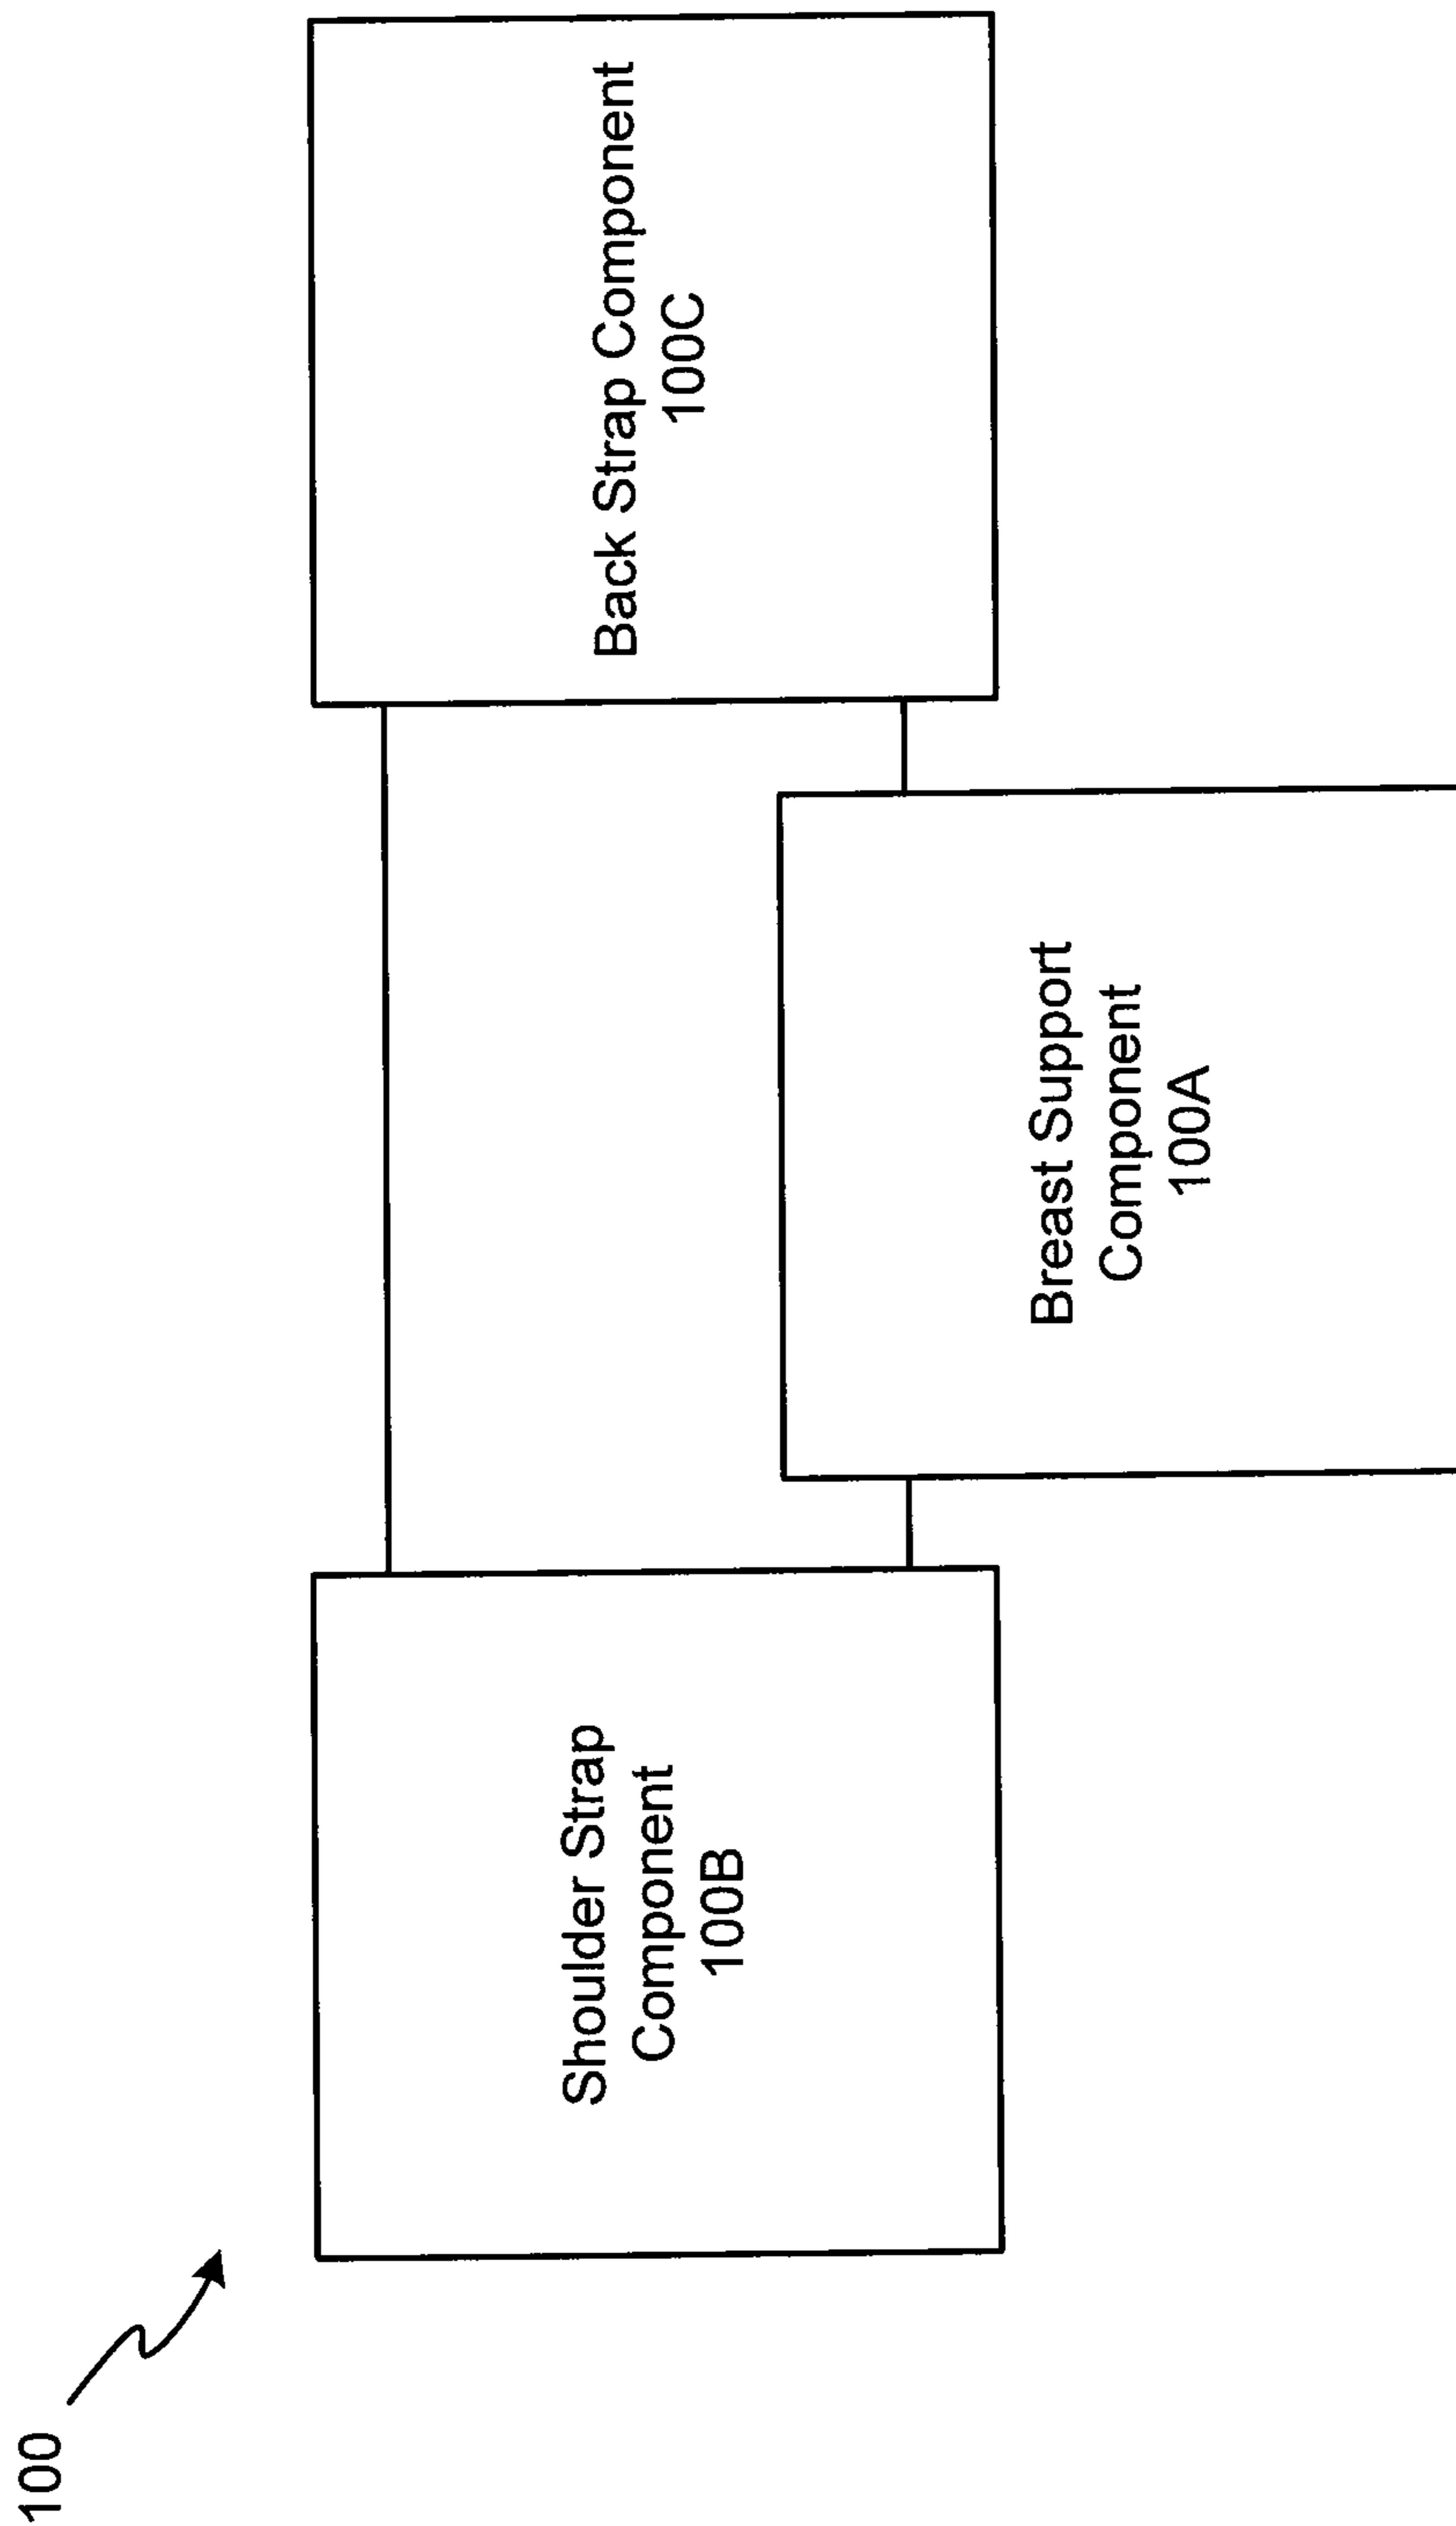 100
Shoulder Strap
Component
100B
Breast Support
Component
100A
Back Strap Component
100C